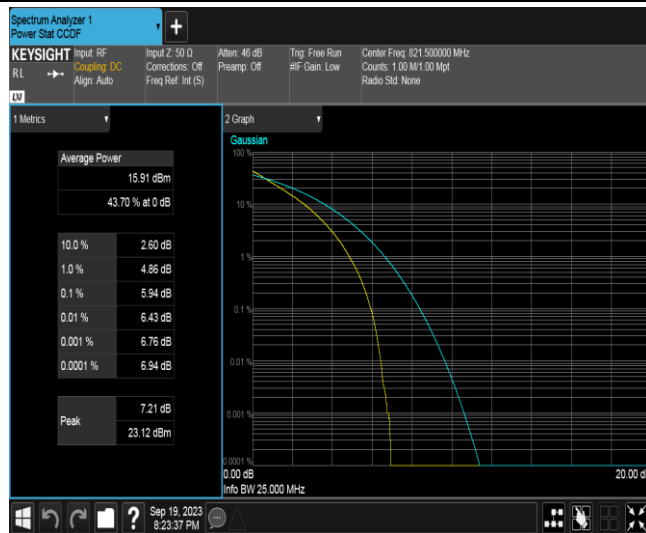 Spectrum Analyzer 1
Power Stat CCDF
+
KEYSIGHT
RL
Input: RF
Coupling: DC
Align: Auto
Input Z: 50 Ω
Corrections: Off
Freq Ref: Int (S)
Atten: 46 dB
Preamp: Off
Trig: Free Run
#IF Gain: Low
Center Freq: 821.500000 MHz
Counts: 1.00 M/1.00 Mpt
Radio Std: None
1 Metrics
Average Power
15.91 dBm
43.70 % at 0 dB
10.0 % 2.60 dB
1.0 % 4.86 dB
0.1 % 5.94 dB
0.01 % 6.43 dB
0.001 % 6.76 dB
0.0001 % 6.94 dB
Peak
7.21 dB
23.12 dBm
2 Graph
Gaussian
100 %
10 %
1 %
0.1 %
0.01 %
0.001 %
0.0001 %
0.00 dB
20.00 d
Info BW 25.000 MHz
?
Sep 19, 2023
8:23:37 PM